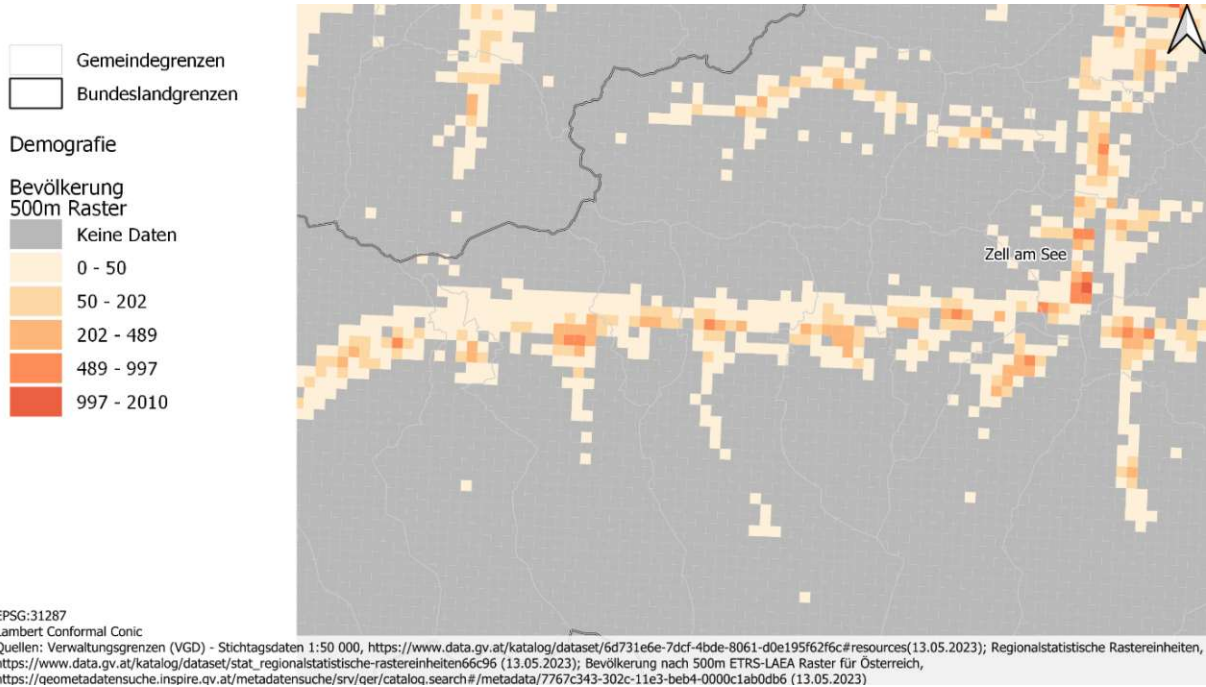 Gemeindegrenzen
Bundeslandgrenzen
Demografie
Bevölkerung
500m Raster
Keine Daten
0 - 50
50 - 202
202 - 489
489 - 997
997 - 2010
Zell am See
EPSG:31287
Lambert Conformal Conic
Quellen: Verwaltungsgrenzen (VGD) - Stichtagsdaten 1:50 000, https://www.data.gv.at/katalog/dataset/6d731e6e-7dcf-4bde-8061-d0e195f62f6c#resources(13.05.2023); Regionalstatistische Rastereinheiten,
https://www.data.gv.at/katalog/dataset/stat_regionalstatistische-rastereinheiten66c96 (13.05.2023); Bevölkerung nach 500m ETRS-LAEA Raster für Österreich,
https://geometadatensuche.inspire.gv.at/metadatensuche/srv/ger/catalog.search#/metadata/7767c343-302c-11e3-beb4-0000c1ab0db6 (13.05.2023)